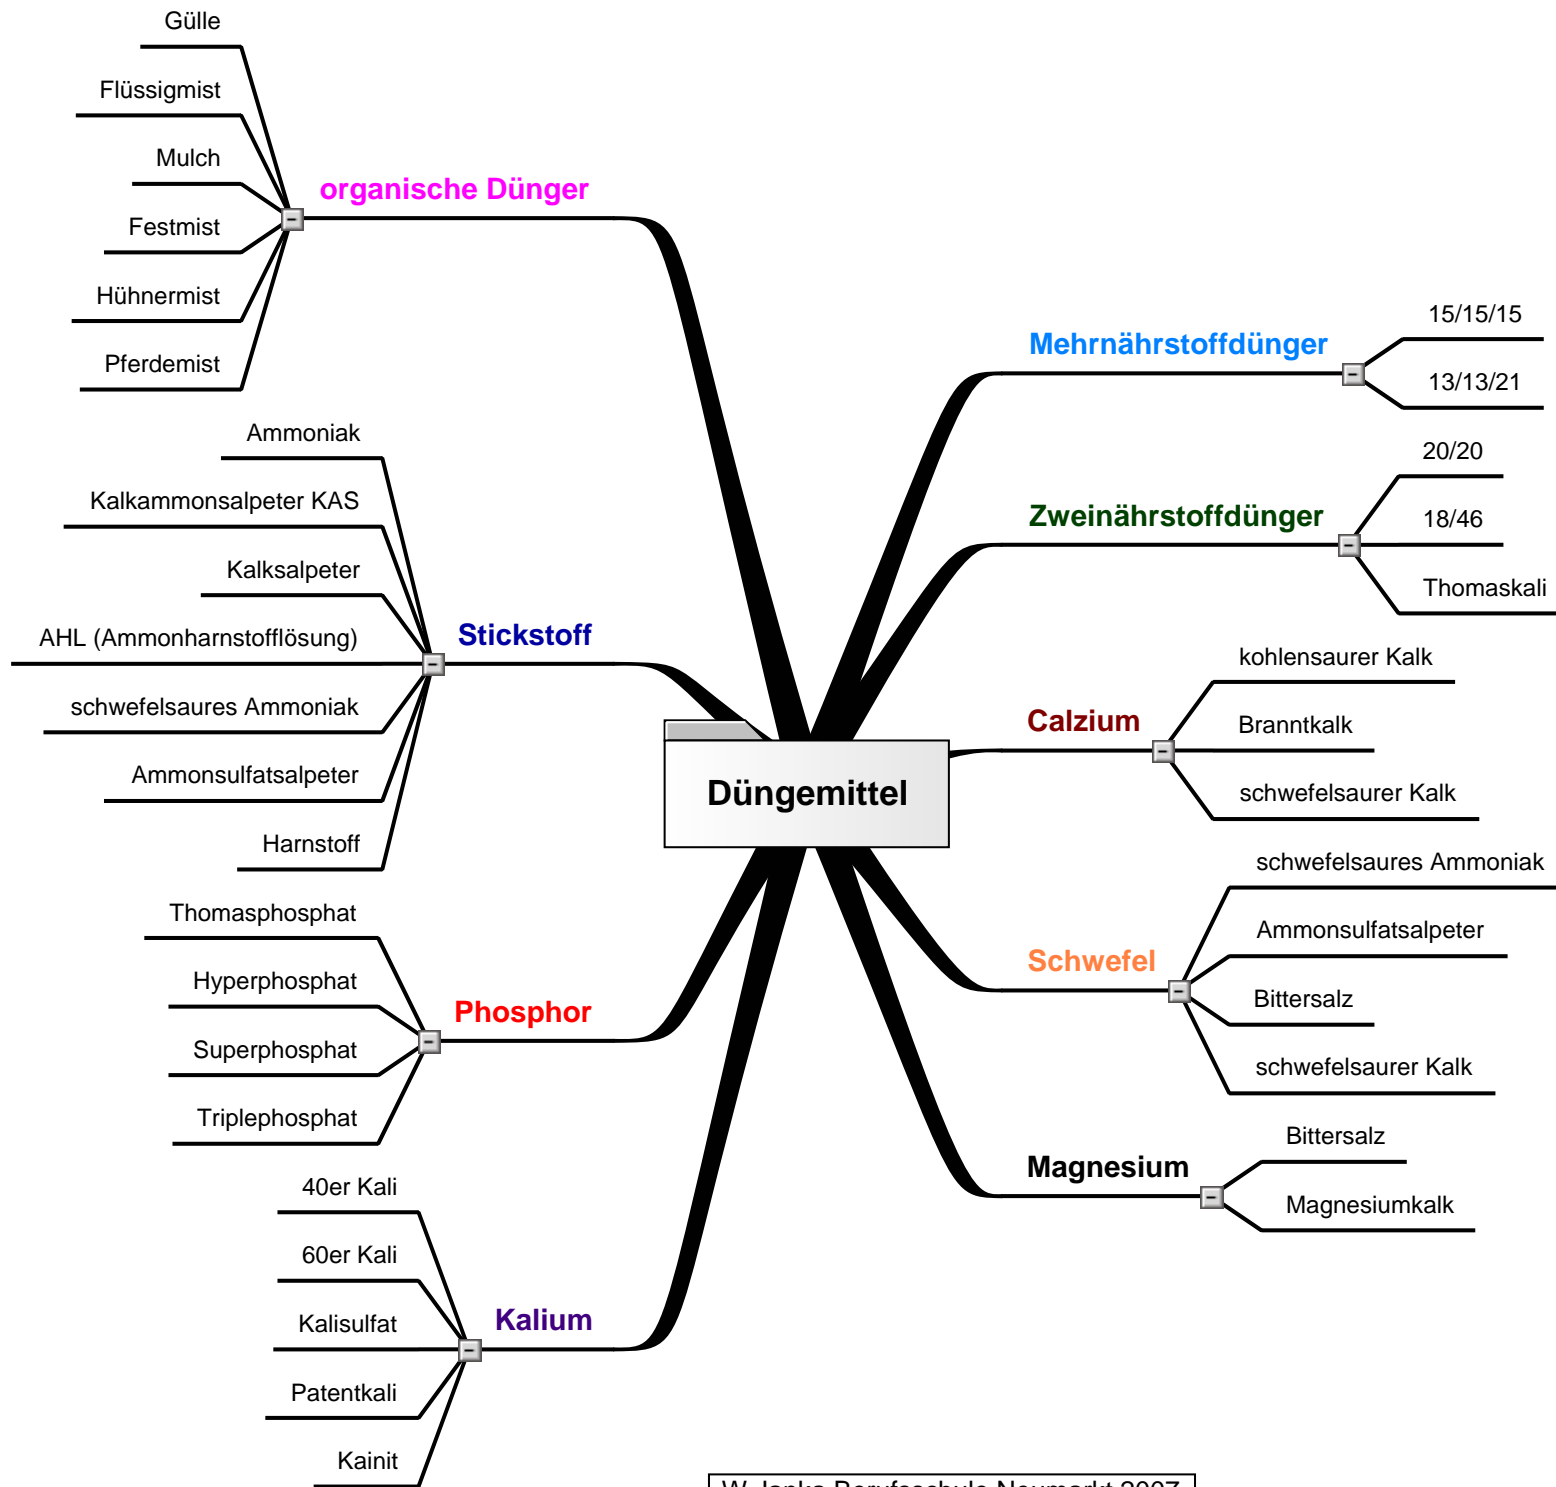 Düngemittel
organische Dünger
Gülle
Flüssigmist
Mulch
Festmist
Hühnermist
Pferdemist
Stickstoff
Ammoniak
Kalkammonsalpeter KAS
Kalksalpeter
AHL (Ammonharnstofflösung)
schwefelsaures Ammoniak
Ammonsulfatsalpeter
Harnstoff
Phosphor
Thomasphosphat
Hyperphosphat
Superphosphat
Triplephosphat
Kalium
40er Kali
60er Kali
Kalisulfat
Patentkali
Kainit
Mehrnährstoffdünger
15/15/15
13/13/21
Zweinährstoffdünger
20/20
18/46
Thomaskali
Calzium
kohlensaurer Kalk
Branntkalk
schwefelsaurer Kalk
Schwefel
schwefelsaures Ammoniak
Ammonsulfatsalpeter
Bittersalz
schwefelsaurer Kalk
Magnesium
Bittersalz
Magnesiumkalk
Berufsschule Neumarkt 2007